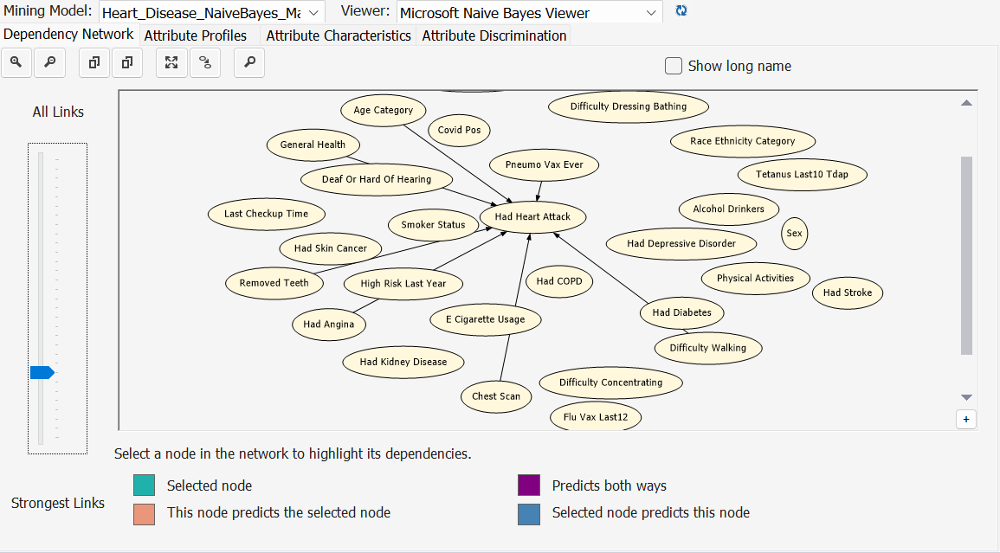 Mining Model: Heart_Disease_NaiveBayes_Ma Viewer: Microsoft Naive Bayes Viewer
Dependency Network Attribute Profiles Attribute Characteristics Attribute Discrimination
Show long name
All Links
Age Category
Difficulty Dressing Bathing
Covid Pos
General Health
Race Ethnicity Category
Pneumo Vax Ever
Deaf Or Hard Of Hearing
Tetanus Last10 Tdap
Last Checkup Time
Had Heart Attack
Alcohol Drinkers
Smoker Status
Sex
Had Skin Cancer
Had Depressive Disorder
Removed Teeth
High Risk Last Year
Had COPD
Physical Activities
Had Stroke
Had Angina
E Cigarette Usage
Had Diabetes
Difficulty Walking
Had Kidney Disease
Difficulty Concentrating
Chest Scan
Flu Vax Last12
+
Select a node in the network to highlight its dependencies.
Strongest Links
Selected node
Predicts both ways
This node predicts the selected node
Selected node predicts this node